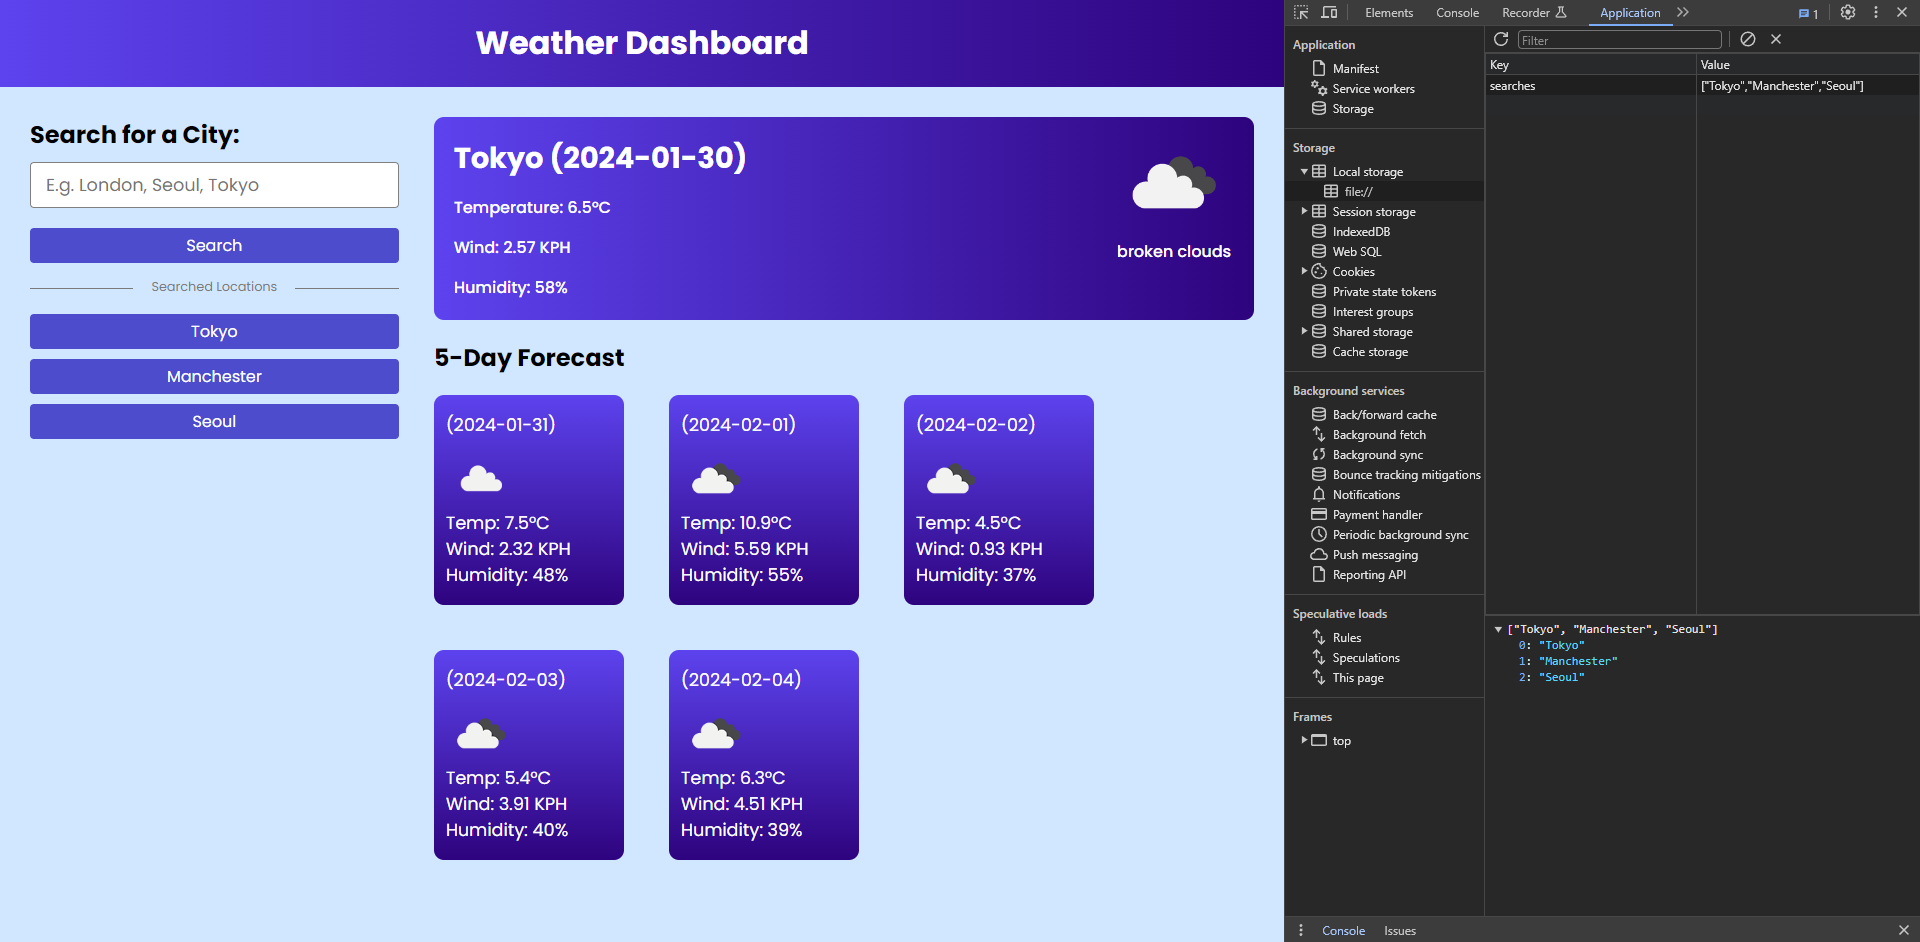 Weather Dashboard
Search for a City:
E.g. London, Seoul, Tokyo
Search
Searched Locations
Tokyo
Manchester
Seoul
Tokyo (2024-01-30)
Temperature: 6.5°C
Wind: 2.57 KPH
Humidity: 58%
broken clouds
5-Day Forecast
(2024-01-31)
Temp: 7.5°C
Wind: 2.32 KPH
Humidity: 48%
(2024-02-01)
Temp: 10.9°C
Wind: 5.59 KPH
Humidity: 55%
(2024-02-02)
Temp: 4.5°C
Wind: 0.93 KPH
Humidity: 37%
(2024-02-03)
Temp: 5.4°C
Wind: 3.91 KPH
Humidity: 40%
(2024-02-04)
Temp: 6.3°C
Wind: 4.51 KPH
Humidity: 39%
Elements Console Recorder Application 1
Application
Manifest
Service workers
Storage
Storage
Local storage
file://
Session storage
IndexedDB
Web SQL
Cookies
Private state tokens
Interest groups
Shared storage
Cache storage
Background services
Back/forward cache
Background fetch
Background sync
Bounce tracking mitigations
Notifications
Payment handler
Periodic background sync
Push messaging
Reporting API
Speculative loads
Rules
Speculations
This page
Frames
top
Filter
Key Value
searches ["Tokyo","Manchester","Seoul"]
["Tokyo", "Manchester", "Seoul"]
0: "Tokyo"
1: "Manchester"
2: "Seoul"
Console Issues